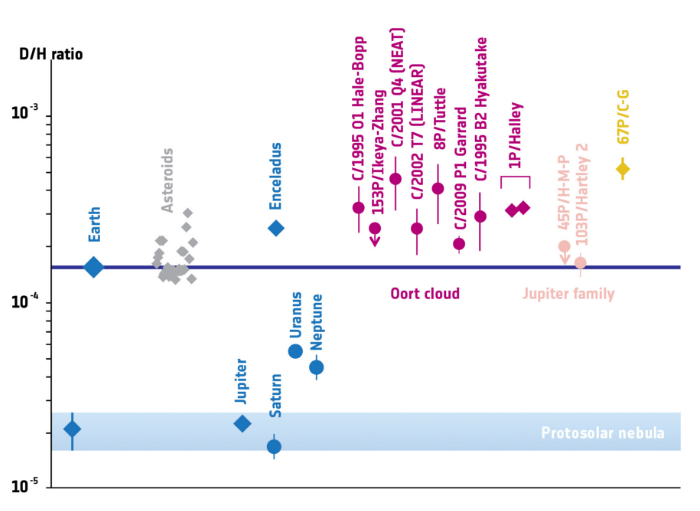 D/H ratio
10⁻³
10⁻⁴
10⁻⁵
Earth
Asteroids
Jupiter
Enceladus
Saturn
Uranus
Neptune
C/1995 O1 Hale-Bopp
153P/Ikeya-Zhang
C/2001 Q4 (NEAT)
C/2002 T7 (LINEAR)
8P/Tuttle
C/2009 P1 Garrard
C/1995 B2 Hyakutake
1P/Halley
45P/H-M-P
103P/Hartley 2
67P/C-G
Oort cloud
Jupiter family
Protosolar nebula